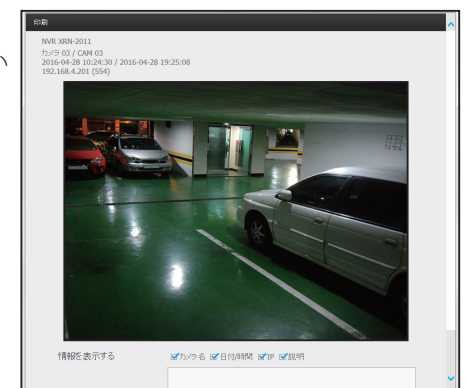 い
印刷
NVR XRN-2011
カメラ 03 / CAM 03
2016-04-28 10:24:30 / 2016-04-28 19:25:08
192.168.4.201 (554)
情報を表示する
カメラ名 日付/時間 IP 説明